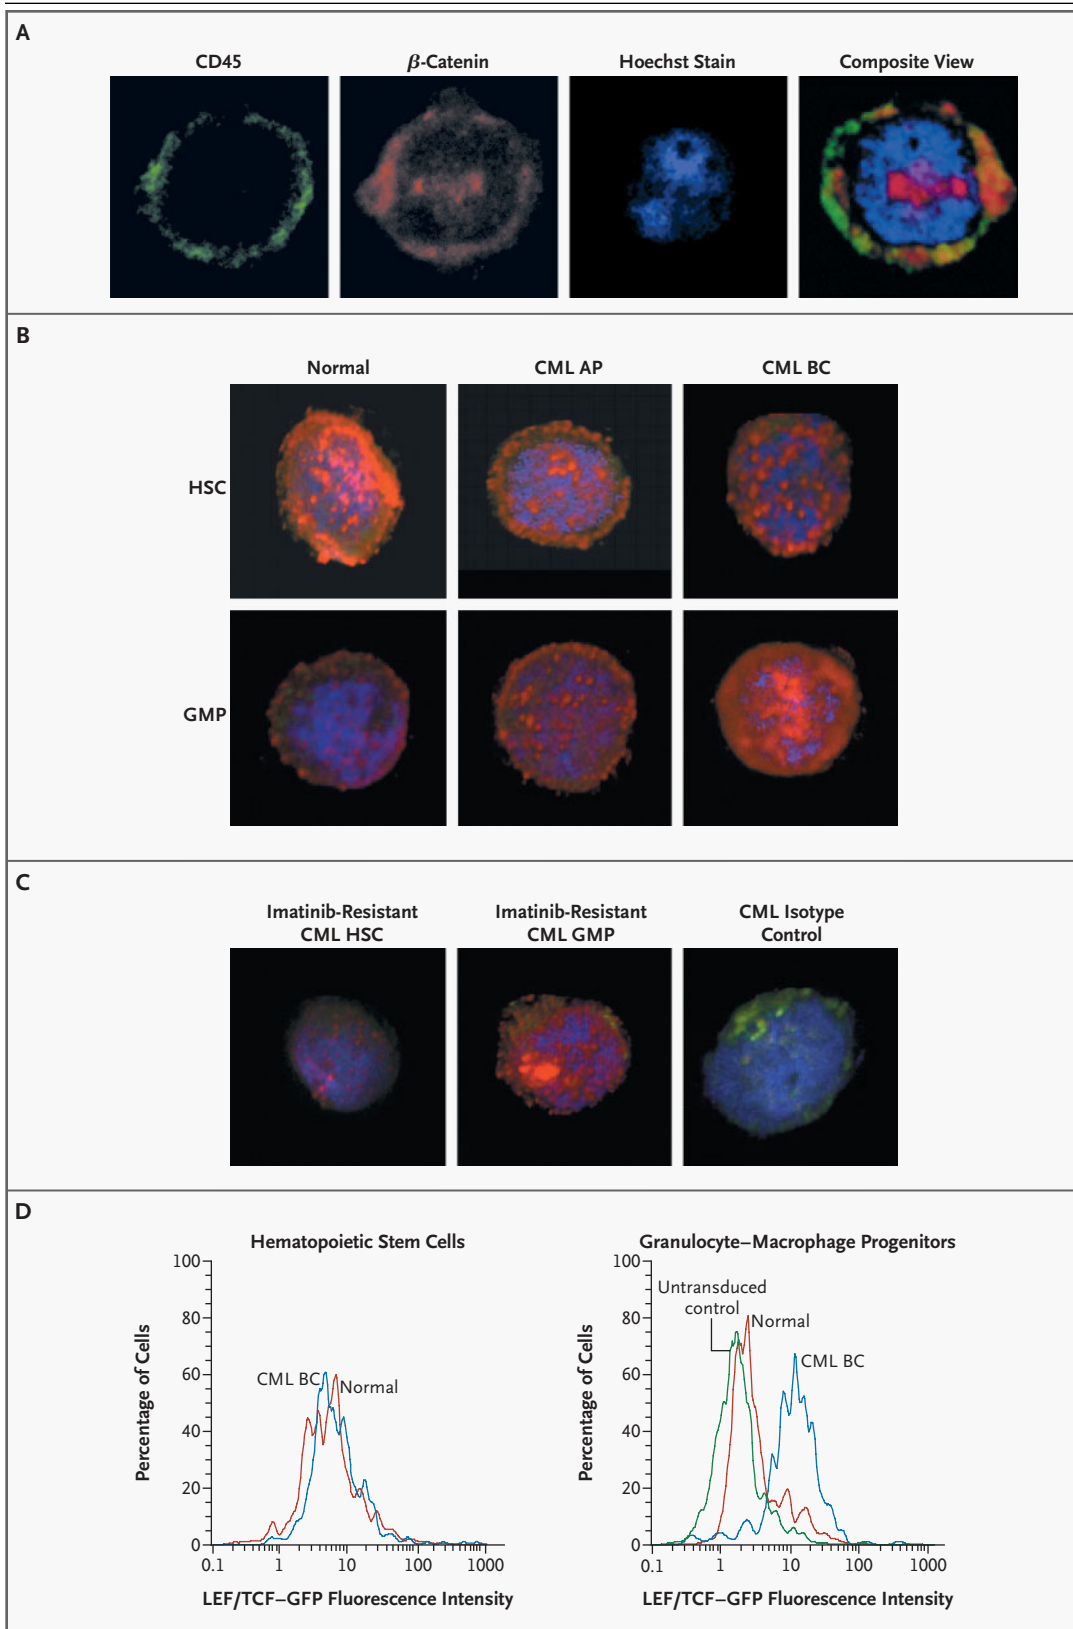 A
CD45
β-Catenin
Hoechst Stain
Composite View
B
Normal
CML AP
CML BC
HSC
GMP
C
Imatinib-Resistant
CML HSC
Imatinib-Resistant
CML GMP
CML Isotype
Control
D
Hematopoietic Stem Cells
Percentage of Cells
100
80
60
40
20
0
CML BC
Normal
0.1
1
10
100
1000
LEF/TCF–GFP Fluorescence Intensity
Granulocyte–Macrophage Progenitors
Percentage of Cells
100
80
60
40
20
0
Untransduced
control
Normal
CML BC
0.1
1
10
100
1000
LEF/TCF–GFP Fluorescence Intensity